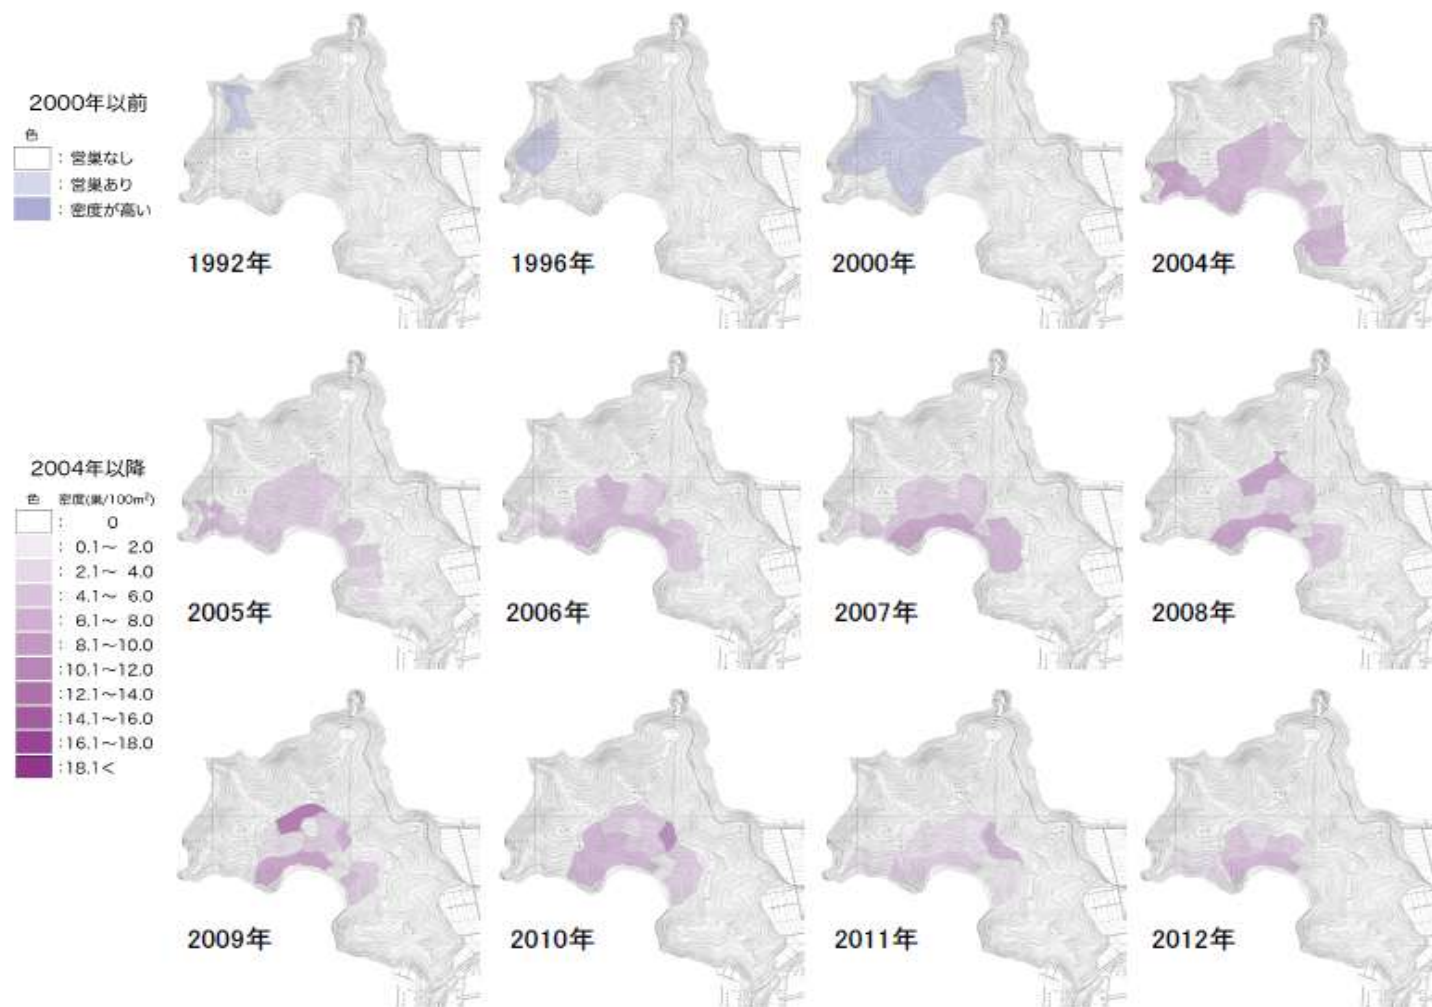 2000年以前
色
：営巣なし
：営巣あり
：密度が高い
1992年
1996年
2000年
2004年
2004年以降
色 密度(巣/100m²)
： 0
： 0.1～ 2.0
： 2.1～ 4.0
： 4.1～ 6.0
： 6.1～ 8.0
： 8.1～10.0
：10.1～12.0
：12.1～14.0
：14.1～16.0
：16.1～18.0
：18.1<
2005年
2006年
2007年
2008年
2009年
2010年
2011年
2012年